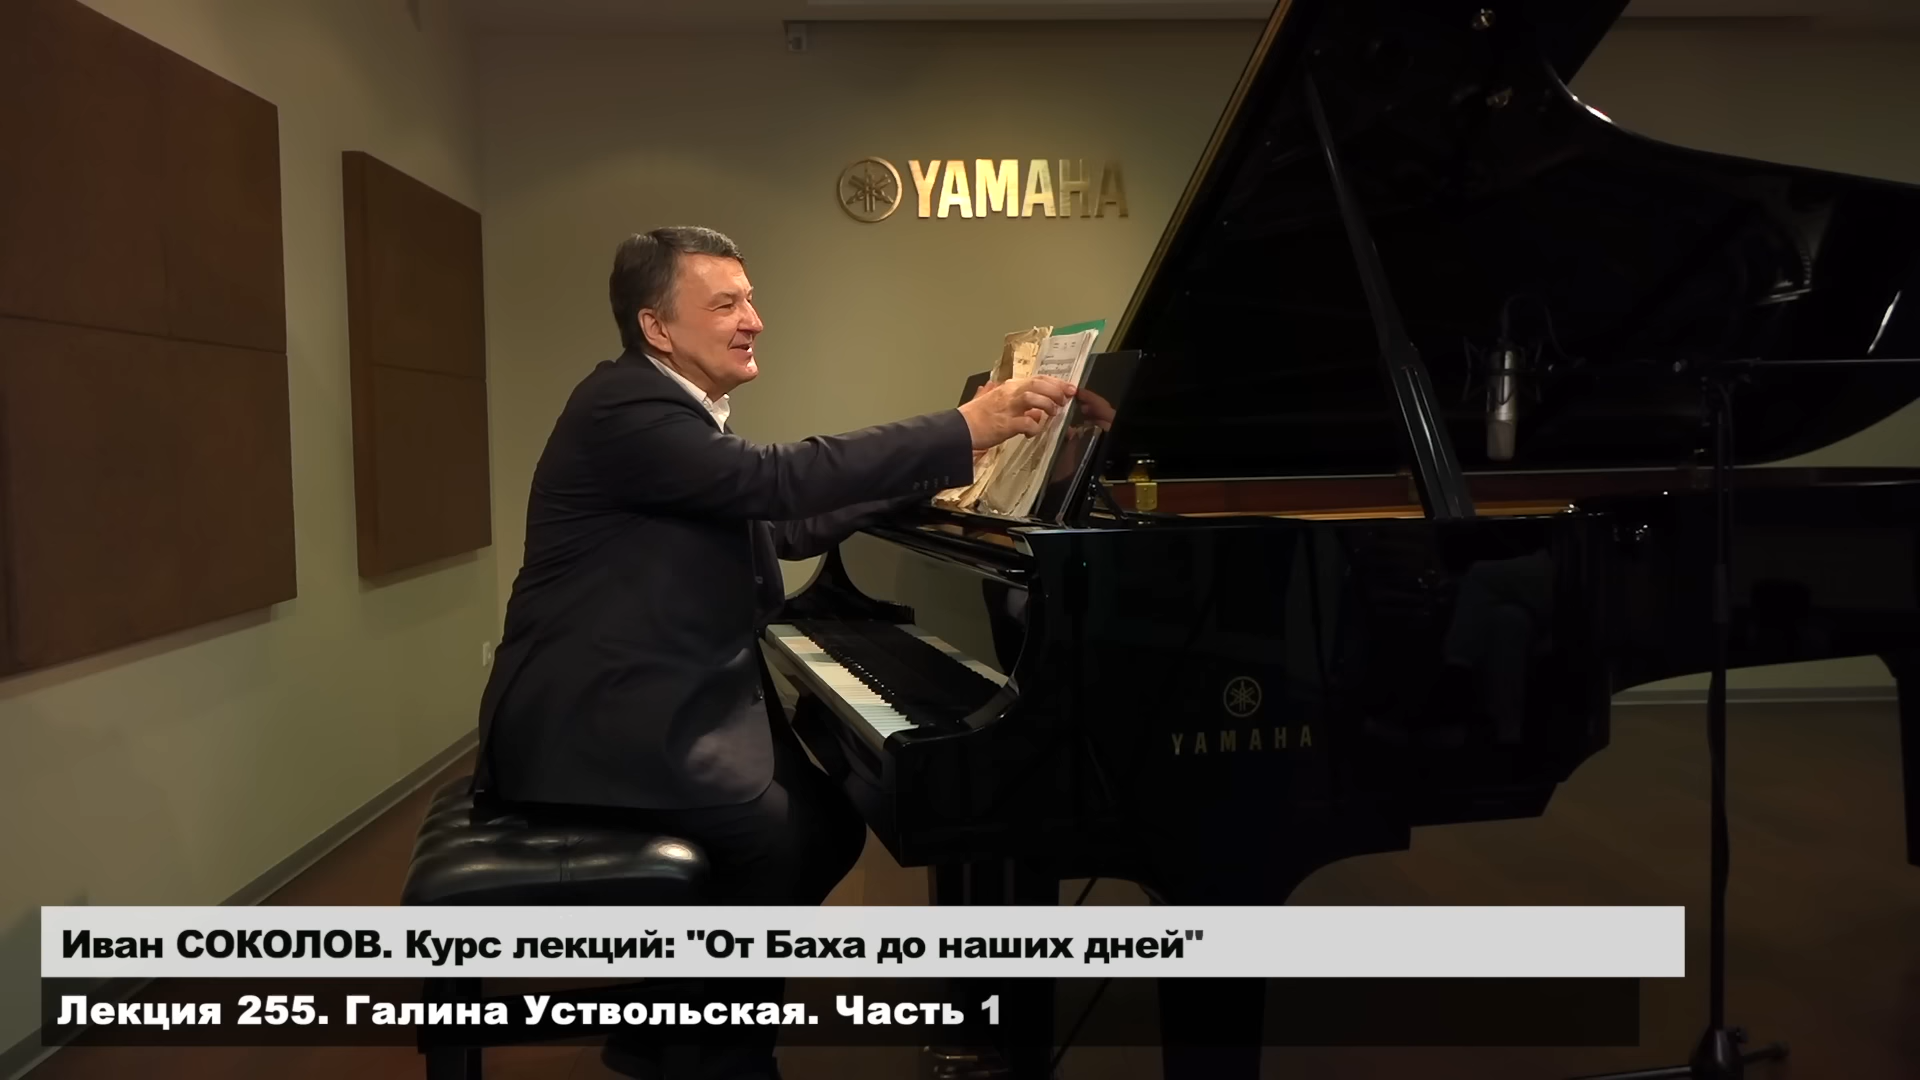 YAMAHA
YAMAHA
Иван СОКОЛОВ. Курс лекций: "От Баха до наших дней"
Лекция 255. Галина Уствольская. Часть 1